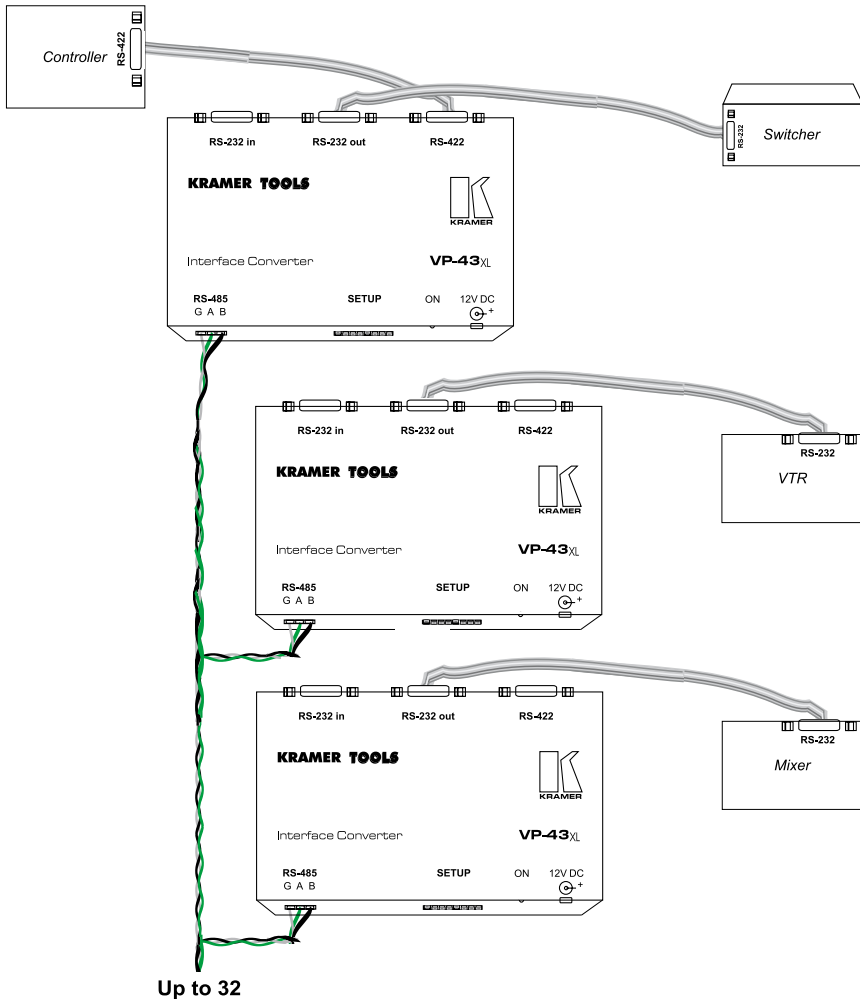 Controller
RS-422
RS-232 in RS-232 out RS-422
RS-232
Switcher
KRAMER TOOLS
K
KRAMER
Interface Converter VP-43XL
RS-485 SETUP ON 12V DC
G A B +
RS-232 in RS-232 out RS-422
RS-232
VTR
KRAMER TOOLS
K
KRAMER
Interface Converter VP-43XL
RS-485 SETUP ON 12V DC
G A B +
RS-232 in RS-232 out RS-422
RS-232
Mixer
KRAMER TOOLS
K
KRAMER
Interface Converter VP-43XL
RS-485 SETUP ON 12V DC
G A B +
Up to 32